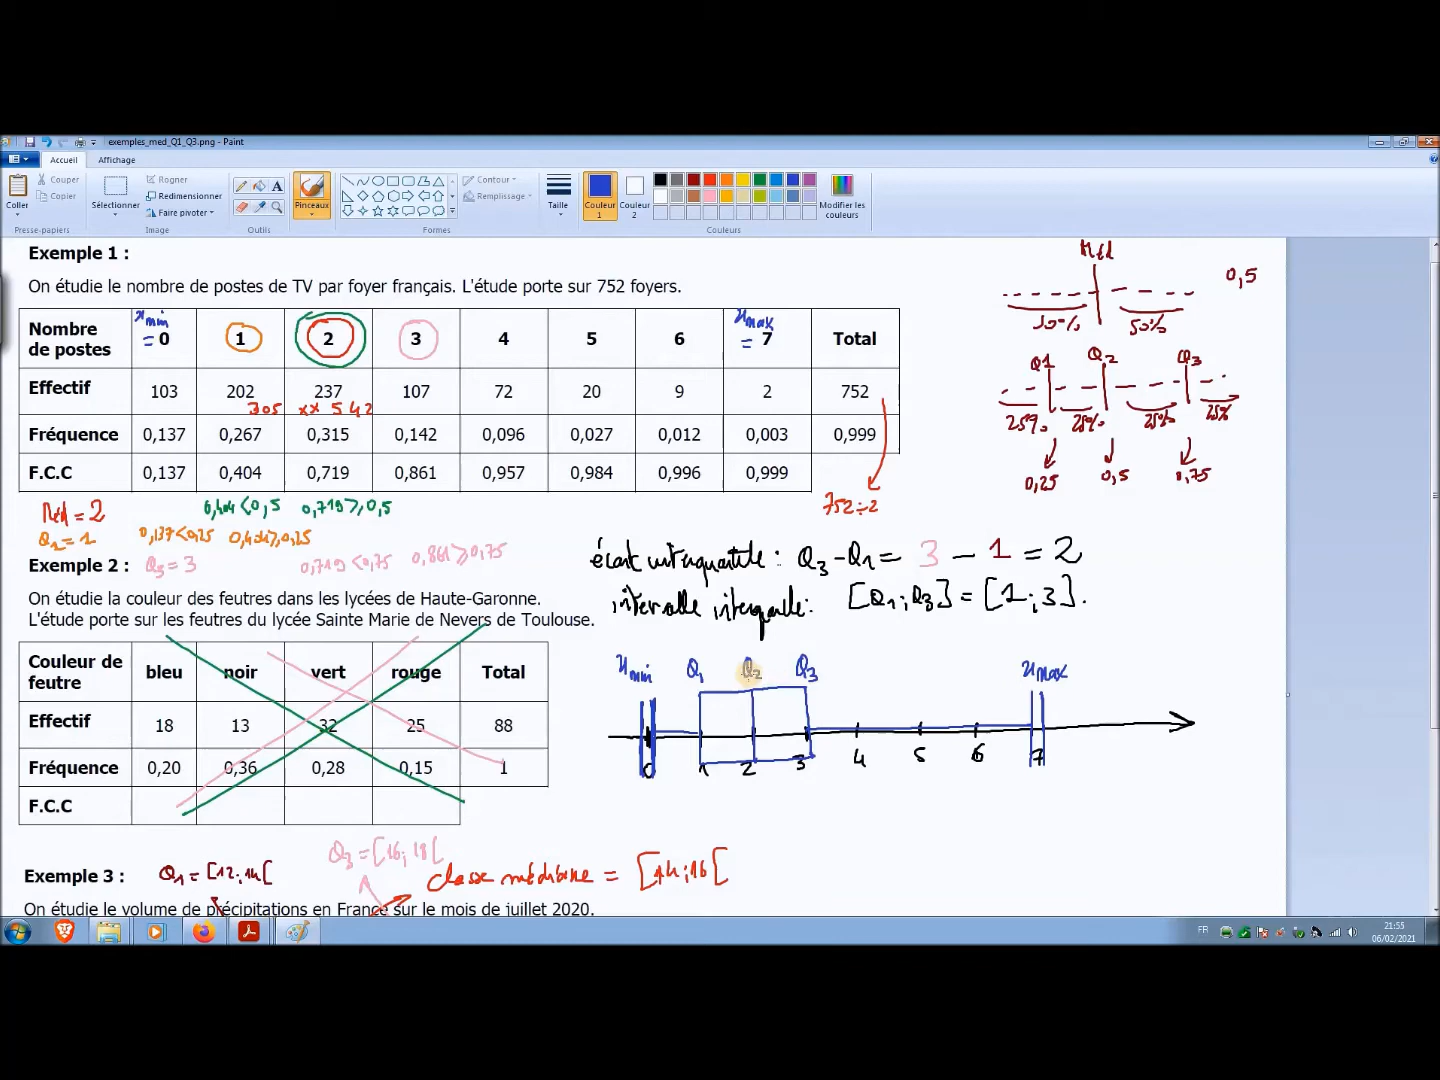 exemples_med_Q1_Q3.png - Paint
Accueil Affichage
Coller
Couper
Copier
Presse-papiers
Sélectionner
Rogner
Redimensionner
Faire pivoter
Image
A
Outils
Pinceaux
Contour
Remplissage
Formes
Taille
Couleur 1
Couleur 2
Modifier les couleurs
Couleurs
Exemple 1 :
On étudie le nombre de postes de TV par foyer français. L'étude porte sur 752 foyers.
Nombre de postes xmin = 0 1 2 3 4 5 6 xmax = 7 Total
Effectif 103 202 237 107 72 20 9 2 752
305 xx 542
Fréquence 0,137 0,267 0,315 0,142 0,096 0,027 0,012 0,003 0,999
F.C.C 0,137 0,404 0,719 0,861 0,957 0,984 0,996 0,999
Méd = 2
0,404 < 0,5 0,719 ≥ 0,5
752 ÷ 2
Q1 = 1
0,137 < 0,25 0,404 ≥ 0,25
Q3 = 3
0,719 < 0,75 0,861 ≥ 0,75
Méd
0,5
50% 50%
Q1 Q2 Q3
25% 25% 25% 25%
0,25 0,5 0,75
écart interquartile : Q3 - Q1 = 3 - 1 = 2
intervalle interquartile : [Q1 ; Q3] = [1 ; 3].
xmin Q1 Q2 Q3 xmax
0 1 2 3 4 5 6 7
Exemple 2 :
On étudie la couleur des feutres dans les lycées de Haute-Garonne.
L'étude porte sur les feutres du lycée Sainte Marie de Nevers de Toulouse.
Couleur de feutre bleu noir vert rouge Total
Effectif 18 13 32 25 88
Fréquence 0,20 0,36 0,28 0,15 1
F.C.C
Exemple 3 :
Q1 = [12 ; 14[
Q3 = [16 ; 18[
classe médiane = [14 ; 16[
On étudie le volume de précipitations en France sur le mois de juillet 2020.
FR
21:55
06/02/2021